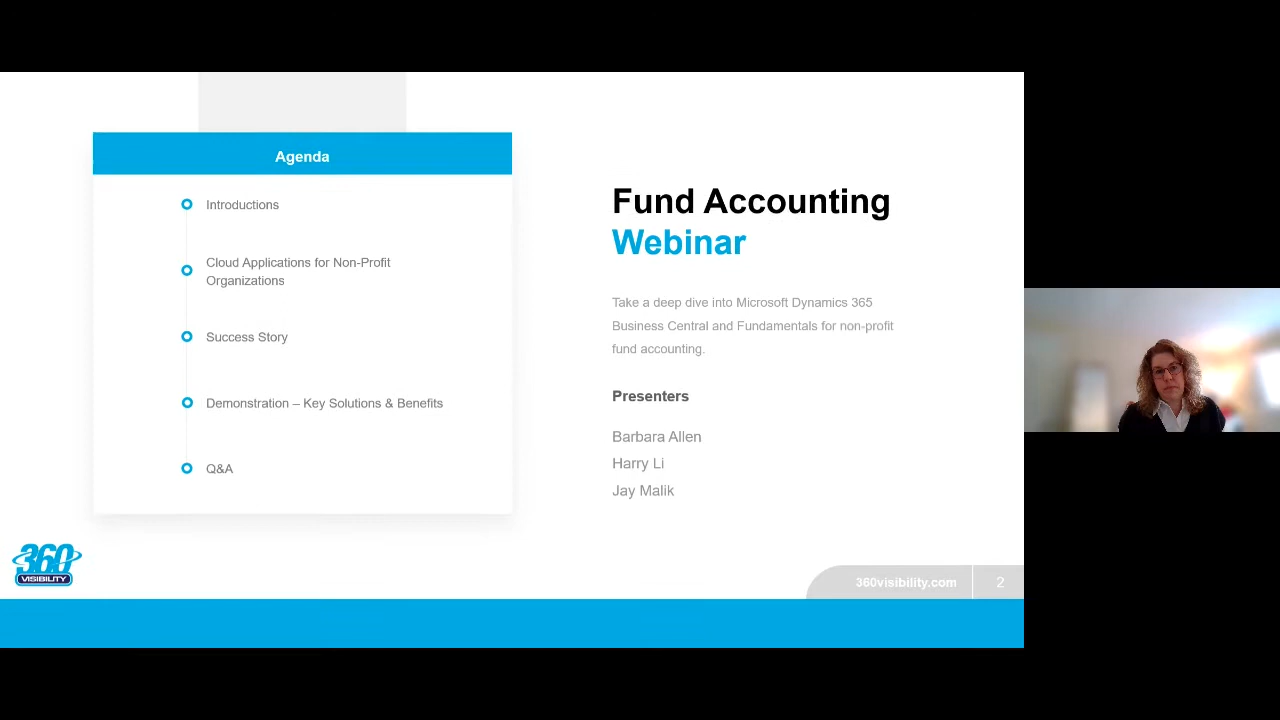 Agenda
Introductions
Cloud Applications for Non-Profit
Organizations
Success Story
Demonstration – Key Solutions & Benefits
Q&A
Fund Accounting
Webinar
Take a deep dive into Microsoft Dynamics 365
Business Central and Fundamentals for non-profit
fund accounting.
Presenters
Barbara Allen
Harry Li
Jay Malik
360
VISIBILITY
360visibility.com
2